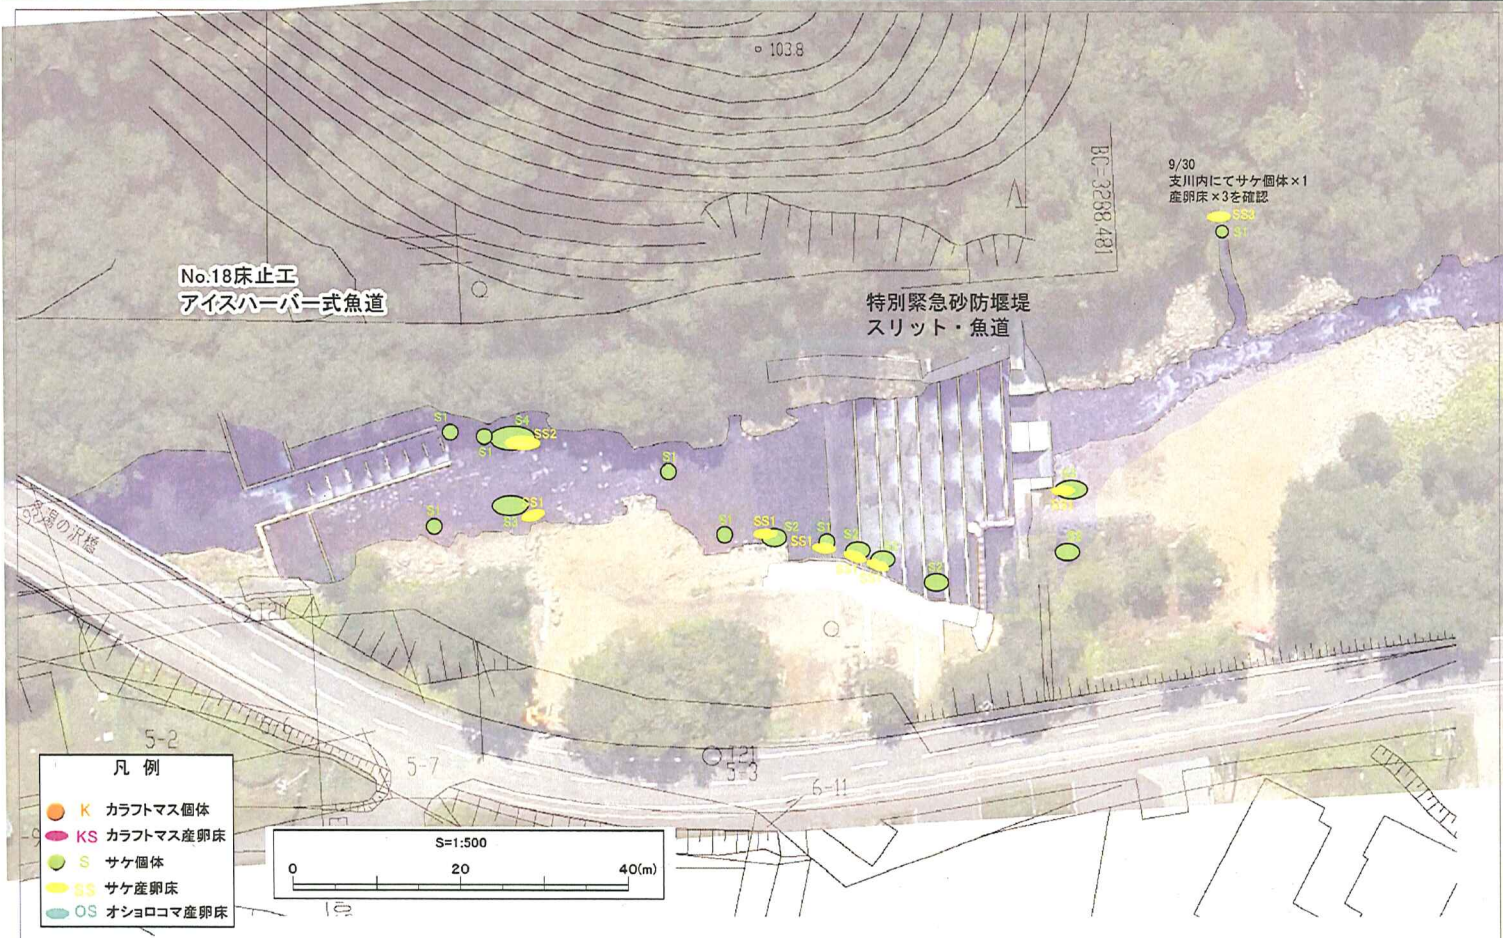 103.8
BC=3288.481
9/30
支川内にてサケ個体×1
産卵床×3を確認
SS3
S1
No.18床止工
アイスハーバー式魚道
特別緊急砂防堰堤
スリット・魚道
S1
S4
SS2
S1
S1
S1
SS1
S3
S1
SS1
S2
S1
SS1
S2
湯の沢橋
5-2
5-7
5-3
6-11
凡 例
K カラフトマス個体
KS カラフトマス産卵床
S サケ個体
SS サケ産卵床
OS オショロコマ産卵床
S=1:500
0 20 40(m)